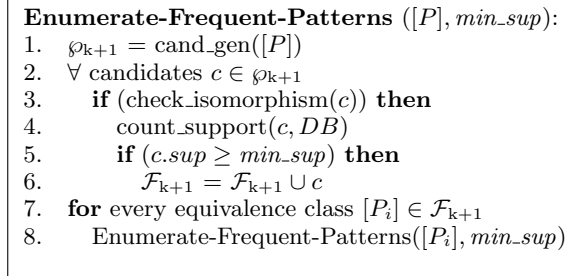 Enumerate-Frequent-Patterns ([P], min_sup):
1. ℘k+1 = cand_gen([P])
2. ∀ candidates c ∈ ℘k+1
3. if (check_isomorphism(c)) then
4. count_support(c, DB)
5. if (c.sup ≥ min_sup) then
6. ℱk+1 = ℱk+1 ∪ c
7. for every equivalence class [Pi] ∈ ℱk+1
8. Enumerate-Frequent-Patterns([Pi], min_sup)